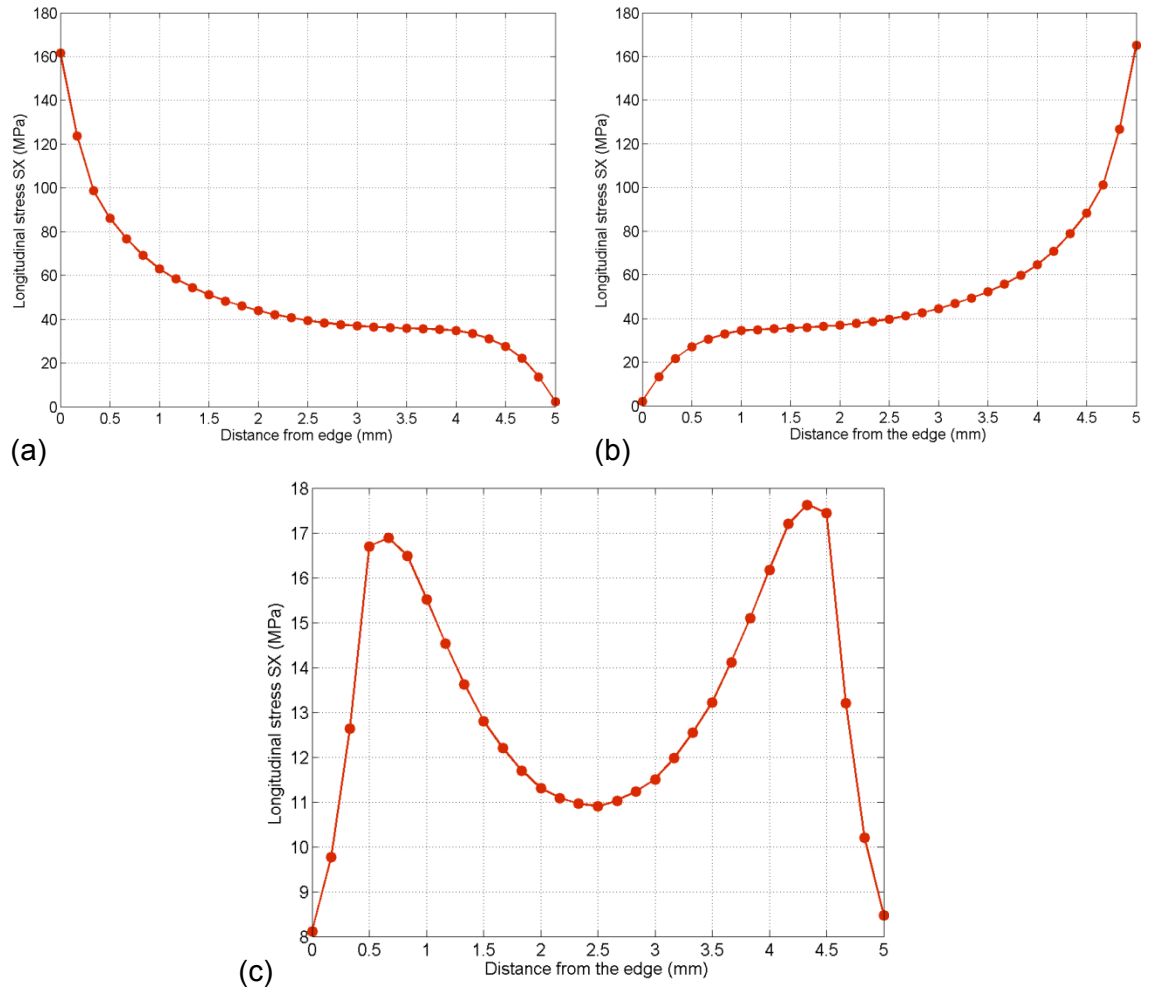 180
160
140
120
100
80
60
40
20
0
Longitudinal stress SX (MPa)
0 0.5 1 1.5 2 2.5 3 3.5 4 4.5 5
Distance from edge (mm)
(a)
180
160
140
120
100
80
60
40
20
0
Longitudinal stress SX (MPa)
0 0.5 1 1.5 2 2.5 3 3.5 4 4.5 5
Distance from the edge (mm)
(b)
18
17
16
15
14
13
12
11
10
9
8
Longitudinal stress SX (MPa)
0 0.5 1 1.5 2 2.5 3 3.5 4 4.5 5
Distance from the edge (mm)
(c)